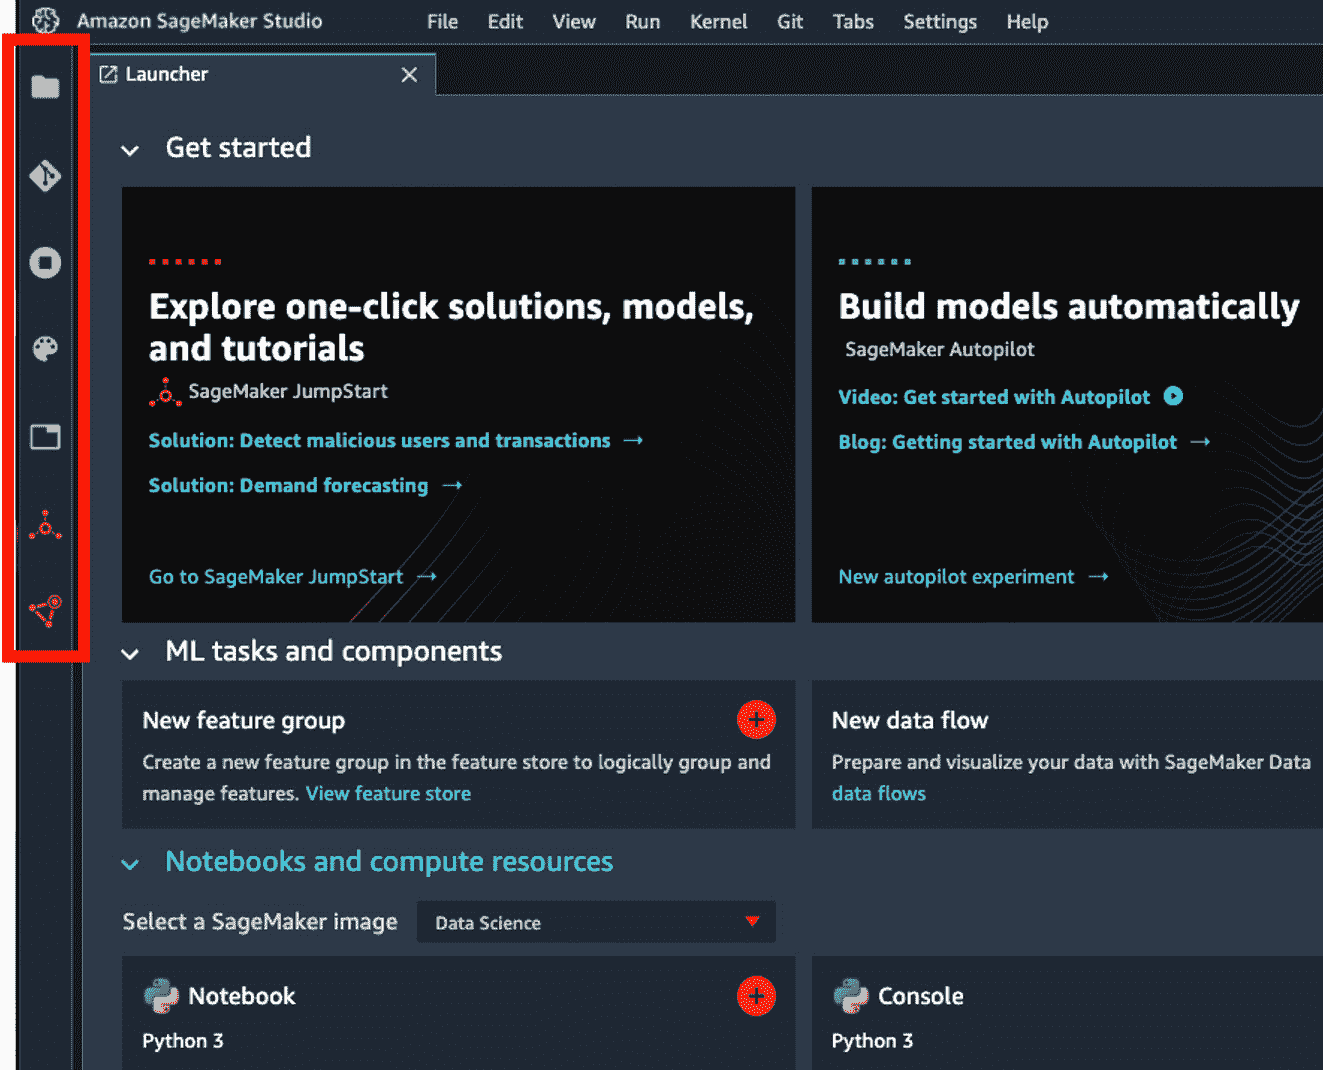 Amazon SageMaker Studio File Edit View Run Kernel Git Tabs Settings Help
Launcher
Get started
Explore one-click solutions, models,
and tutorials
SageMaker JumpStart
Solution: Detect malicious users and transactions
Solution: Demand forecasting
Go to SageMaker JumpStart
Build models automatically
SageMaker Autopilot
Video: Get started with Autopilot
Blog: Getting started with Autopilot
New autopilot experiment
ML tasks and components
New feature group
Create a new feature group in the feature store to logically group and
manage features. View feature store
New data flow
Prepare and visualize your data with SageMaker Data
data flows
Notebooks and compute resources
Select a SageMaker image Data Science
Notebook
Python 3
Console
Python 3